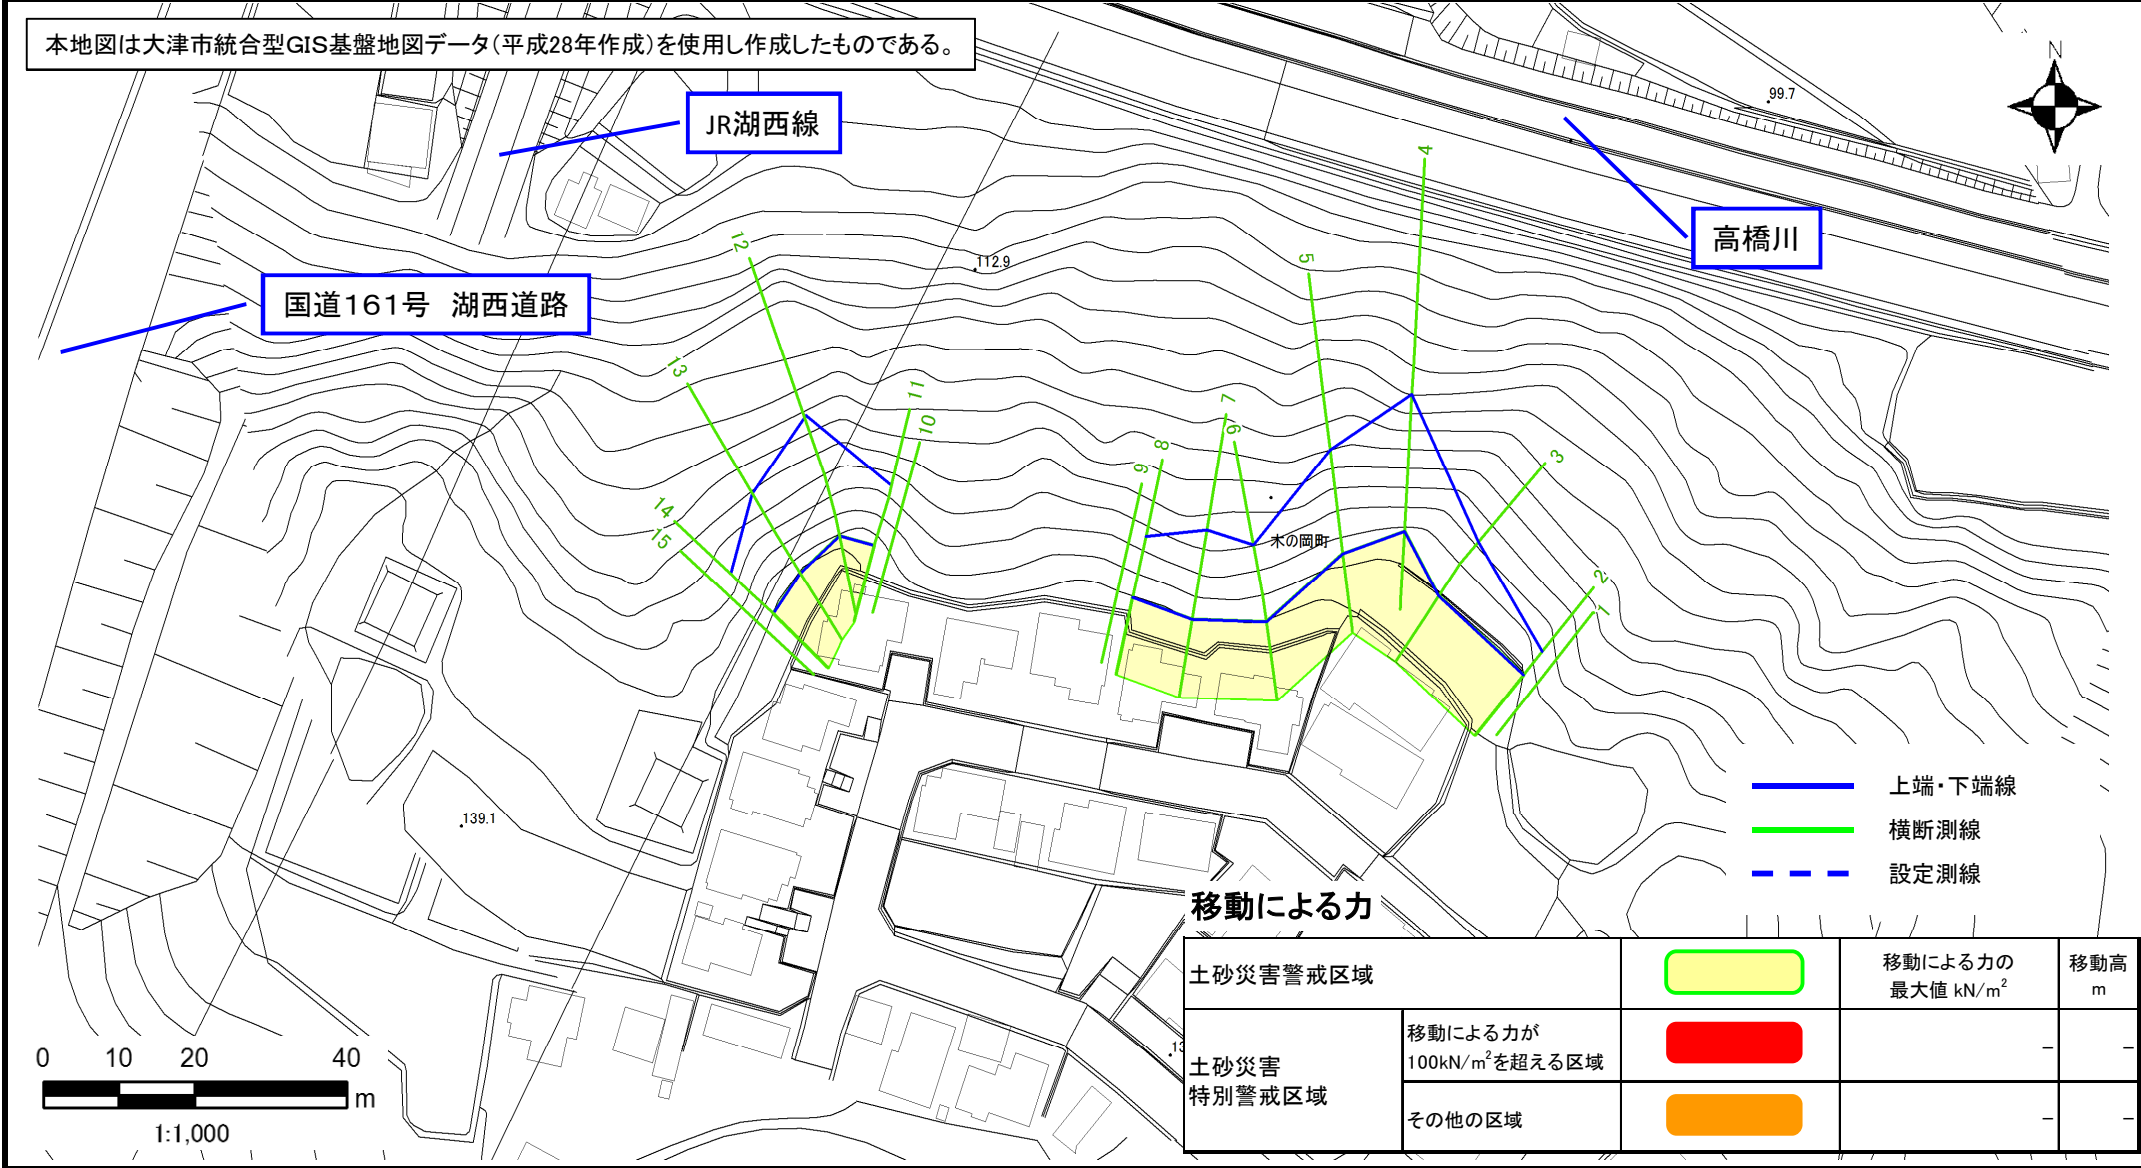 本地図は大津市統合型GIS基盤地図データ(平成28年作成)を使用し作成したものである。
N
99.7
JR湖西線
高橋川
国道161号 湖西道路
112.9
4
5
12
13
11
10
7
6
8
9
3
14
15
木の岡町
2
1
139.1
上端・下端線
横断測線
設定測線
移動による力
土砂災害警戒区域
移動による力の
最大値 kN/m²
移動高
m
土砂災害
特別警戒区域
移動による力が
100kN/m²を超える区域
- -
その他の区域
- -
0 10 20 40
m
1:1,000